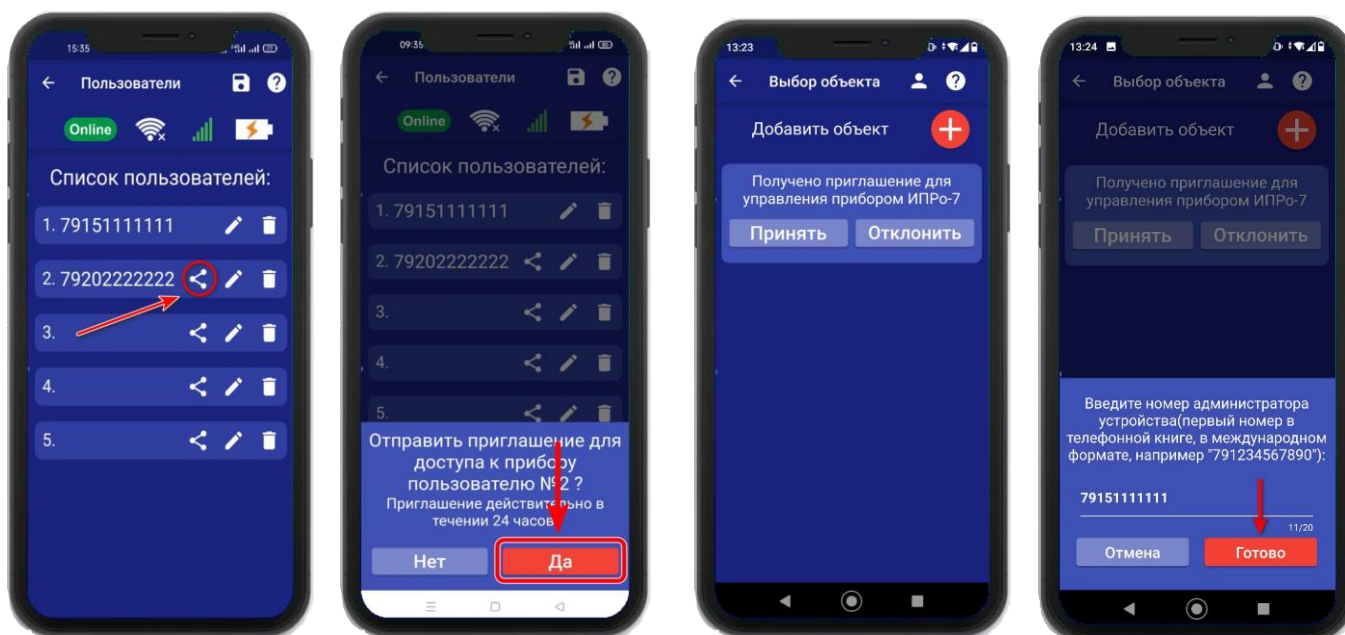 15:35
Пользователи
Online
Список пользователей:
1. 79151111111
2. 79202222222
3.
4.
5.
09:35
Пользователи
Online
Список пользователей:
1. 79151111111
2. 79202222222
3.
4.
5.
Отправить приглашение для
доступа к прибору
пользователю №2 ?
Приглашение действительно в
течении 24 часов
Нет
Да
13:23
Выбор объекта
Добавить объект
Получено приглашение для
управления прибором ИПРо-7
Принять
Отклонить
13:24
Выбор объекта
Добавить объект
Получено приглашение для
управления прибором ИПРо-7
Принять
Отклонить
Введите номер администратора
устройства(первый номер в
телефонной книге, в международном
формате, например "791234567890"):
79151111111
11/20
Отмена
Готово